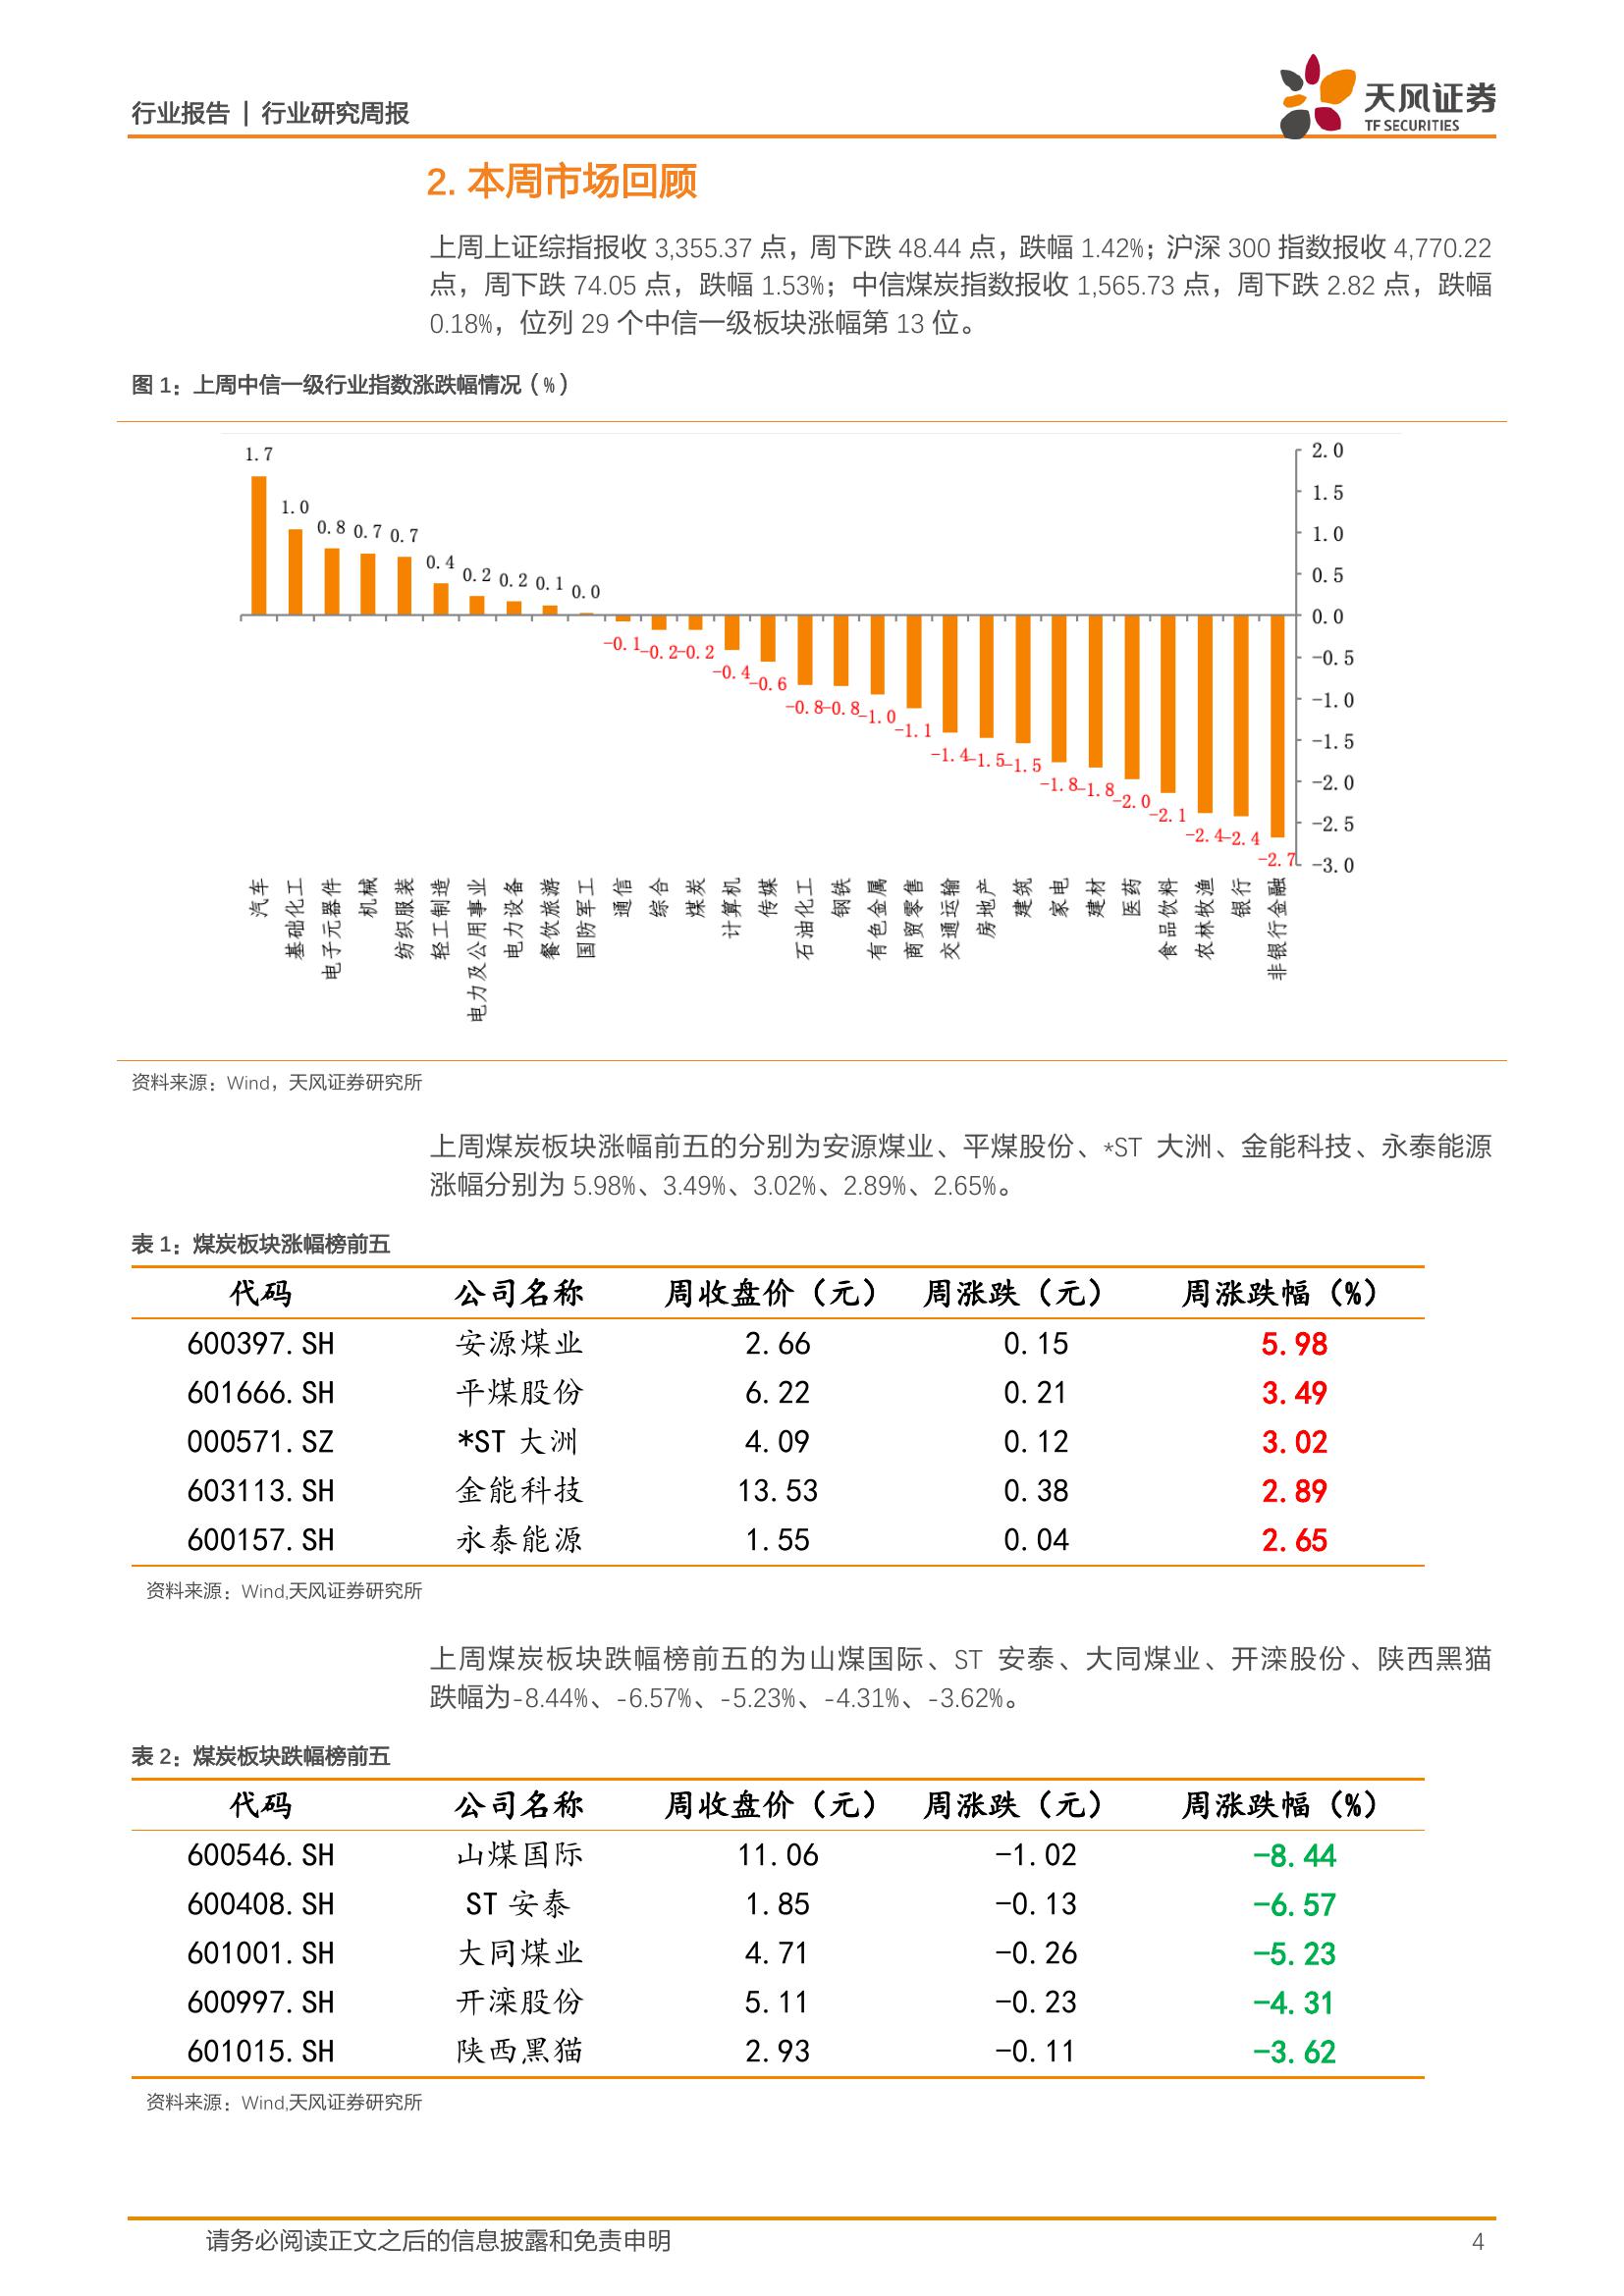 行业报告 | 行业研究周报
天风证券
TF SECURITIES
2. 本周市场回顾
上周上证综指报收 3,355.37 点，周下跌 48.44 点，跌幅 1.42%；沪深 300 指数报收 4,770.22
点，周下跌 74.05 点，跌幅 1.53%；中信煤炭指数报收 1,565.73 点，周下跌 2.82 点，跌幅
0.18%，位列 29 个中信一级板块涨幅第 13 位。
图 1：上周中信一级行业指数涨跌幅情况（%）
1.7 1.0 0.8 0.7 0.7 0.4 0.2 0.2 0.1 0.0 -0.1 -0.2 -0.2 -0.4 -0.6 -0.8 -0.8 -1.0 -1.1 -1.4 -1.5 -1.5 -1.8 -1.8 -2.0 -2.1 -2.4 -2.4 -2.7
2.0
1.5
1.0
0.5
0.0
-0.5
-1.0
-1.5
-2.0
-2.5
-3.0
汽车 基础化工 电子元器件 机械 纺织服装 轻工制造 电力及公用事业 电力设备 餐饮旅游 国防军工 通信 综合 煤炭 计算机 传媒 石油化工 钢铁 有色金属 商贸零售 交通运输 房地产 建筑 家电 建材 医药 食品饮料 农林牧渔 银行 非银行金融
资料来源：Wind，天风证券研究所
上周煤炭板块涨幅前五的分别为安源煤业、平煤股份、*ST 大洲、金能科技、永泰能源
涨幅分别为 5.98%、3.49%、3.02%、2.89%、2.65%。
表 1：煤炭板块涨幅榜前五
代码 公司名称 周收盘价（元） 周涨跌（元） 周涨跌幅（%）
600397.SH 安源煤业 2.66 0.15 5.98
601666.SH 平煤股份 6.22 0.21 3.49
000571.SZ *ST 大洲 4.09 0.12 3.02
603113.SH 金能科技 13.53 0.38 2.89
600157.SH 永泰能源 1.55 0.04 2.65
资料来源：Wind,天风证券研究所
上周煤炭板块跌幅榜前五的为山煤国际、ST 安泰、大同煤业、开滦股份、陕西黑猫
跌幅为-8.44%、-6.57%、-5.23%、-4.31%、-3.62%。
表 2：煤炭板块跌幅榜前五
代码 公司名称 周收盘价（元） 周涨跌（元） 周涨跌幅（%）
600546.SH 山煤国际 11.06 -1.02 -8.44
600408.SH ST 安泰 1.85 -0.13 -6.57
601001.SH 大同煤业 4.71 -0.26 -5.23
600997.SH 开滦股份 5.11 -0.23 -4.31
601015.SH 陕西黑猫 2.93 -0.11 -3.62
资料来源：Wind,天风证券研究所
请务必阅读正文之后的信息披露和免责申明 4